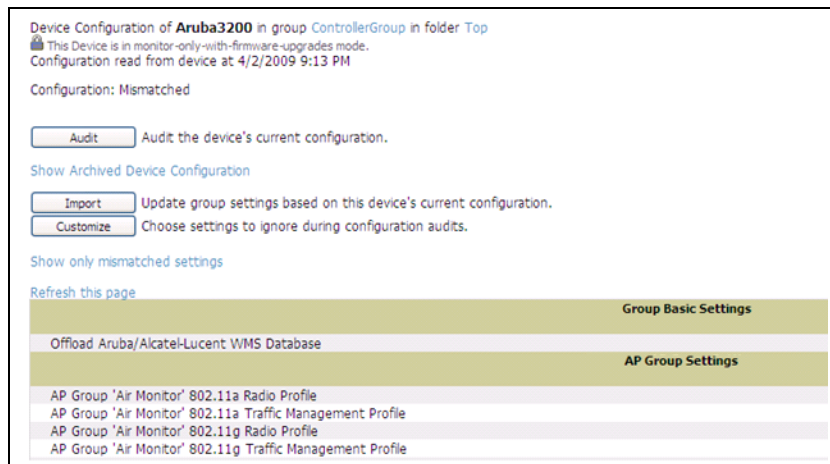 Device Configuration of Aruba3200 in group ControllerGroup in folder Top
This Device is in monitor-only-with-firmware-upgrades mode.
Configuration read from device at 4/2/2009 9:13 PM
Configuration: Mismatched
Audit Audit the device's current configuration.
Show Archived Device Configuration
Import Update group settings based on this device's current configuration.
Customize Choose settings to ignore during configuration audits.
Show only mismatched settings
Refresh this page
Group Basic Settings
Offload Aruba/Alcatel-Lucent WMS Database
AP Group Settings
AP Group 'Air Monitor' 802.11a Radio Profile
AP Group 'Air Monitor' 802.11a Traffic Management Profile
AP Group 'Air Monitor' 802.11g Radio Profile
AP Group 'Air Monitor' 802.11g Traffic Management Profile